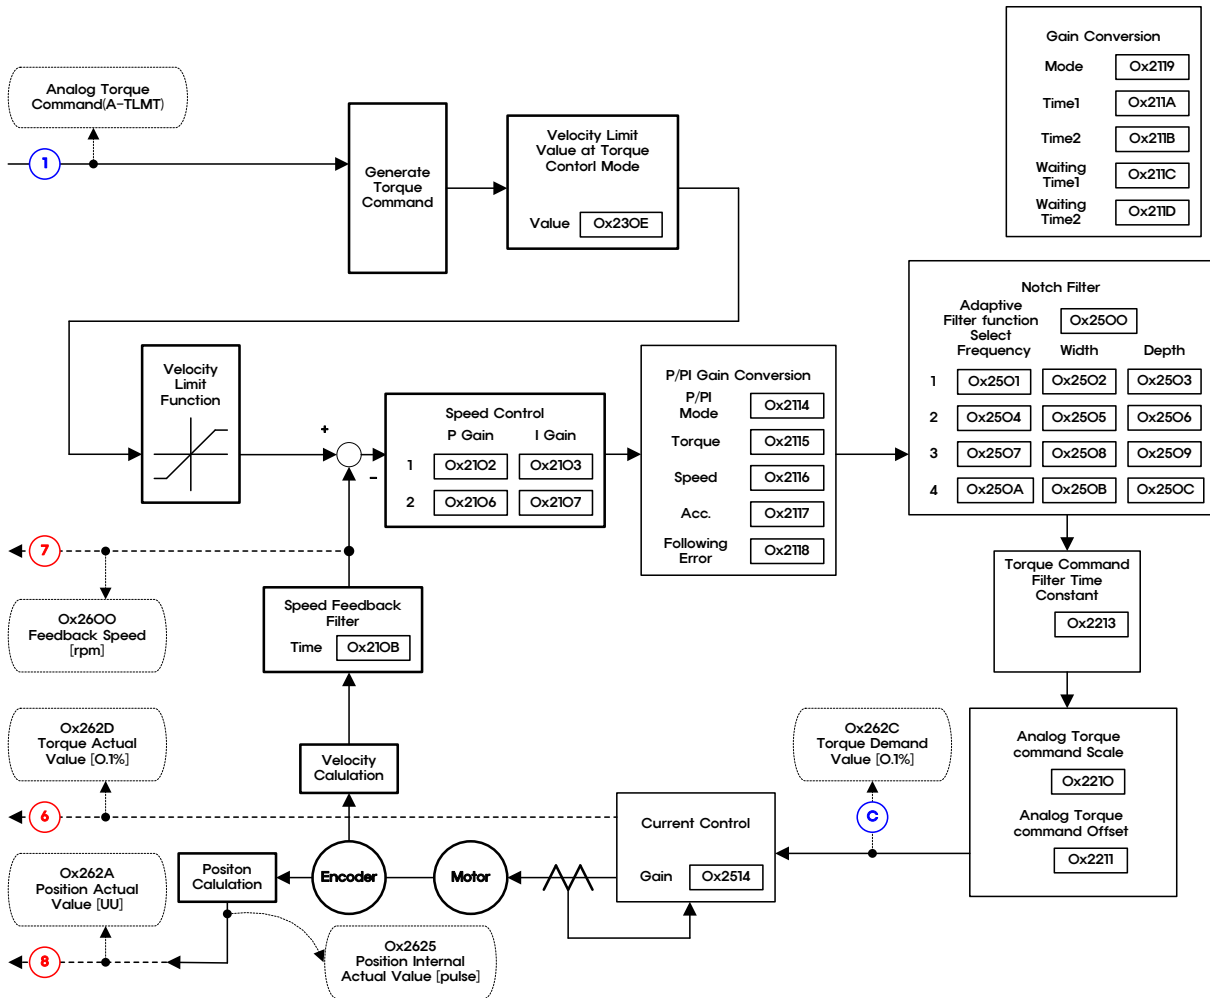 Gain Conversion
Mode 0x2119
Time1 0x211A
Time2 0x211B
Waiting
Time1 0x211C
Waiting
Time2 0x211D
Analog Torque
Command(A-TLMT)
1
Generate
Torque
Command
Velocity Limit
Value at Torque
Contorl Mode
Value 0x230E
Notch Filter
Adaptive
Filter function
Select
0x2500
Frequency Width Depth
1 0x2501 0x2502 0x2503
2 0x2504 0x2505 0x2506
3 0x2507 0x2508 0x2509
4 0x250A 0x250B 0x250C
Velocity
Limit
Function
+
-
Speed Control
P Gain I Gain
1 0x2102 0x2103
2 0x2106 0x2107
P/PI Gain Conversion
P/PI
Mode 0x2114
Torque 0x2115
Speed 0x2116
Acc. 0x2117
Following
Error 0x2118
7
0x2600
Feedback Speed
[rpm]
Speed Feedback
Filter
Time 0x210B
Torque Command
Filter Time
Constant
0x2213
0x262D
Torque Actual
Value [0.1%]
Velocity
Calulation
0x262C
Torque Demand
Value [0.1%]
Analog Torque
command Scale
0x2210
Analog Torque
command Offset
0x2211
6
C
Current Control
Gain 0x2514
0x262A
Position Actual
Value [UU]
Positon
Calulation
Encoder
Motor
8
0x2625
Position Internal
Actual Value [pulse]